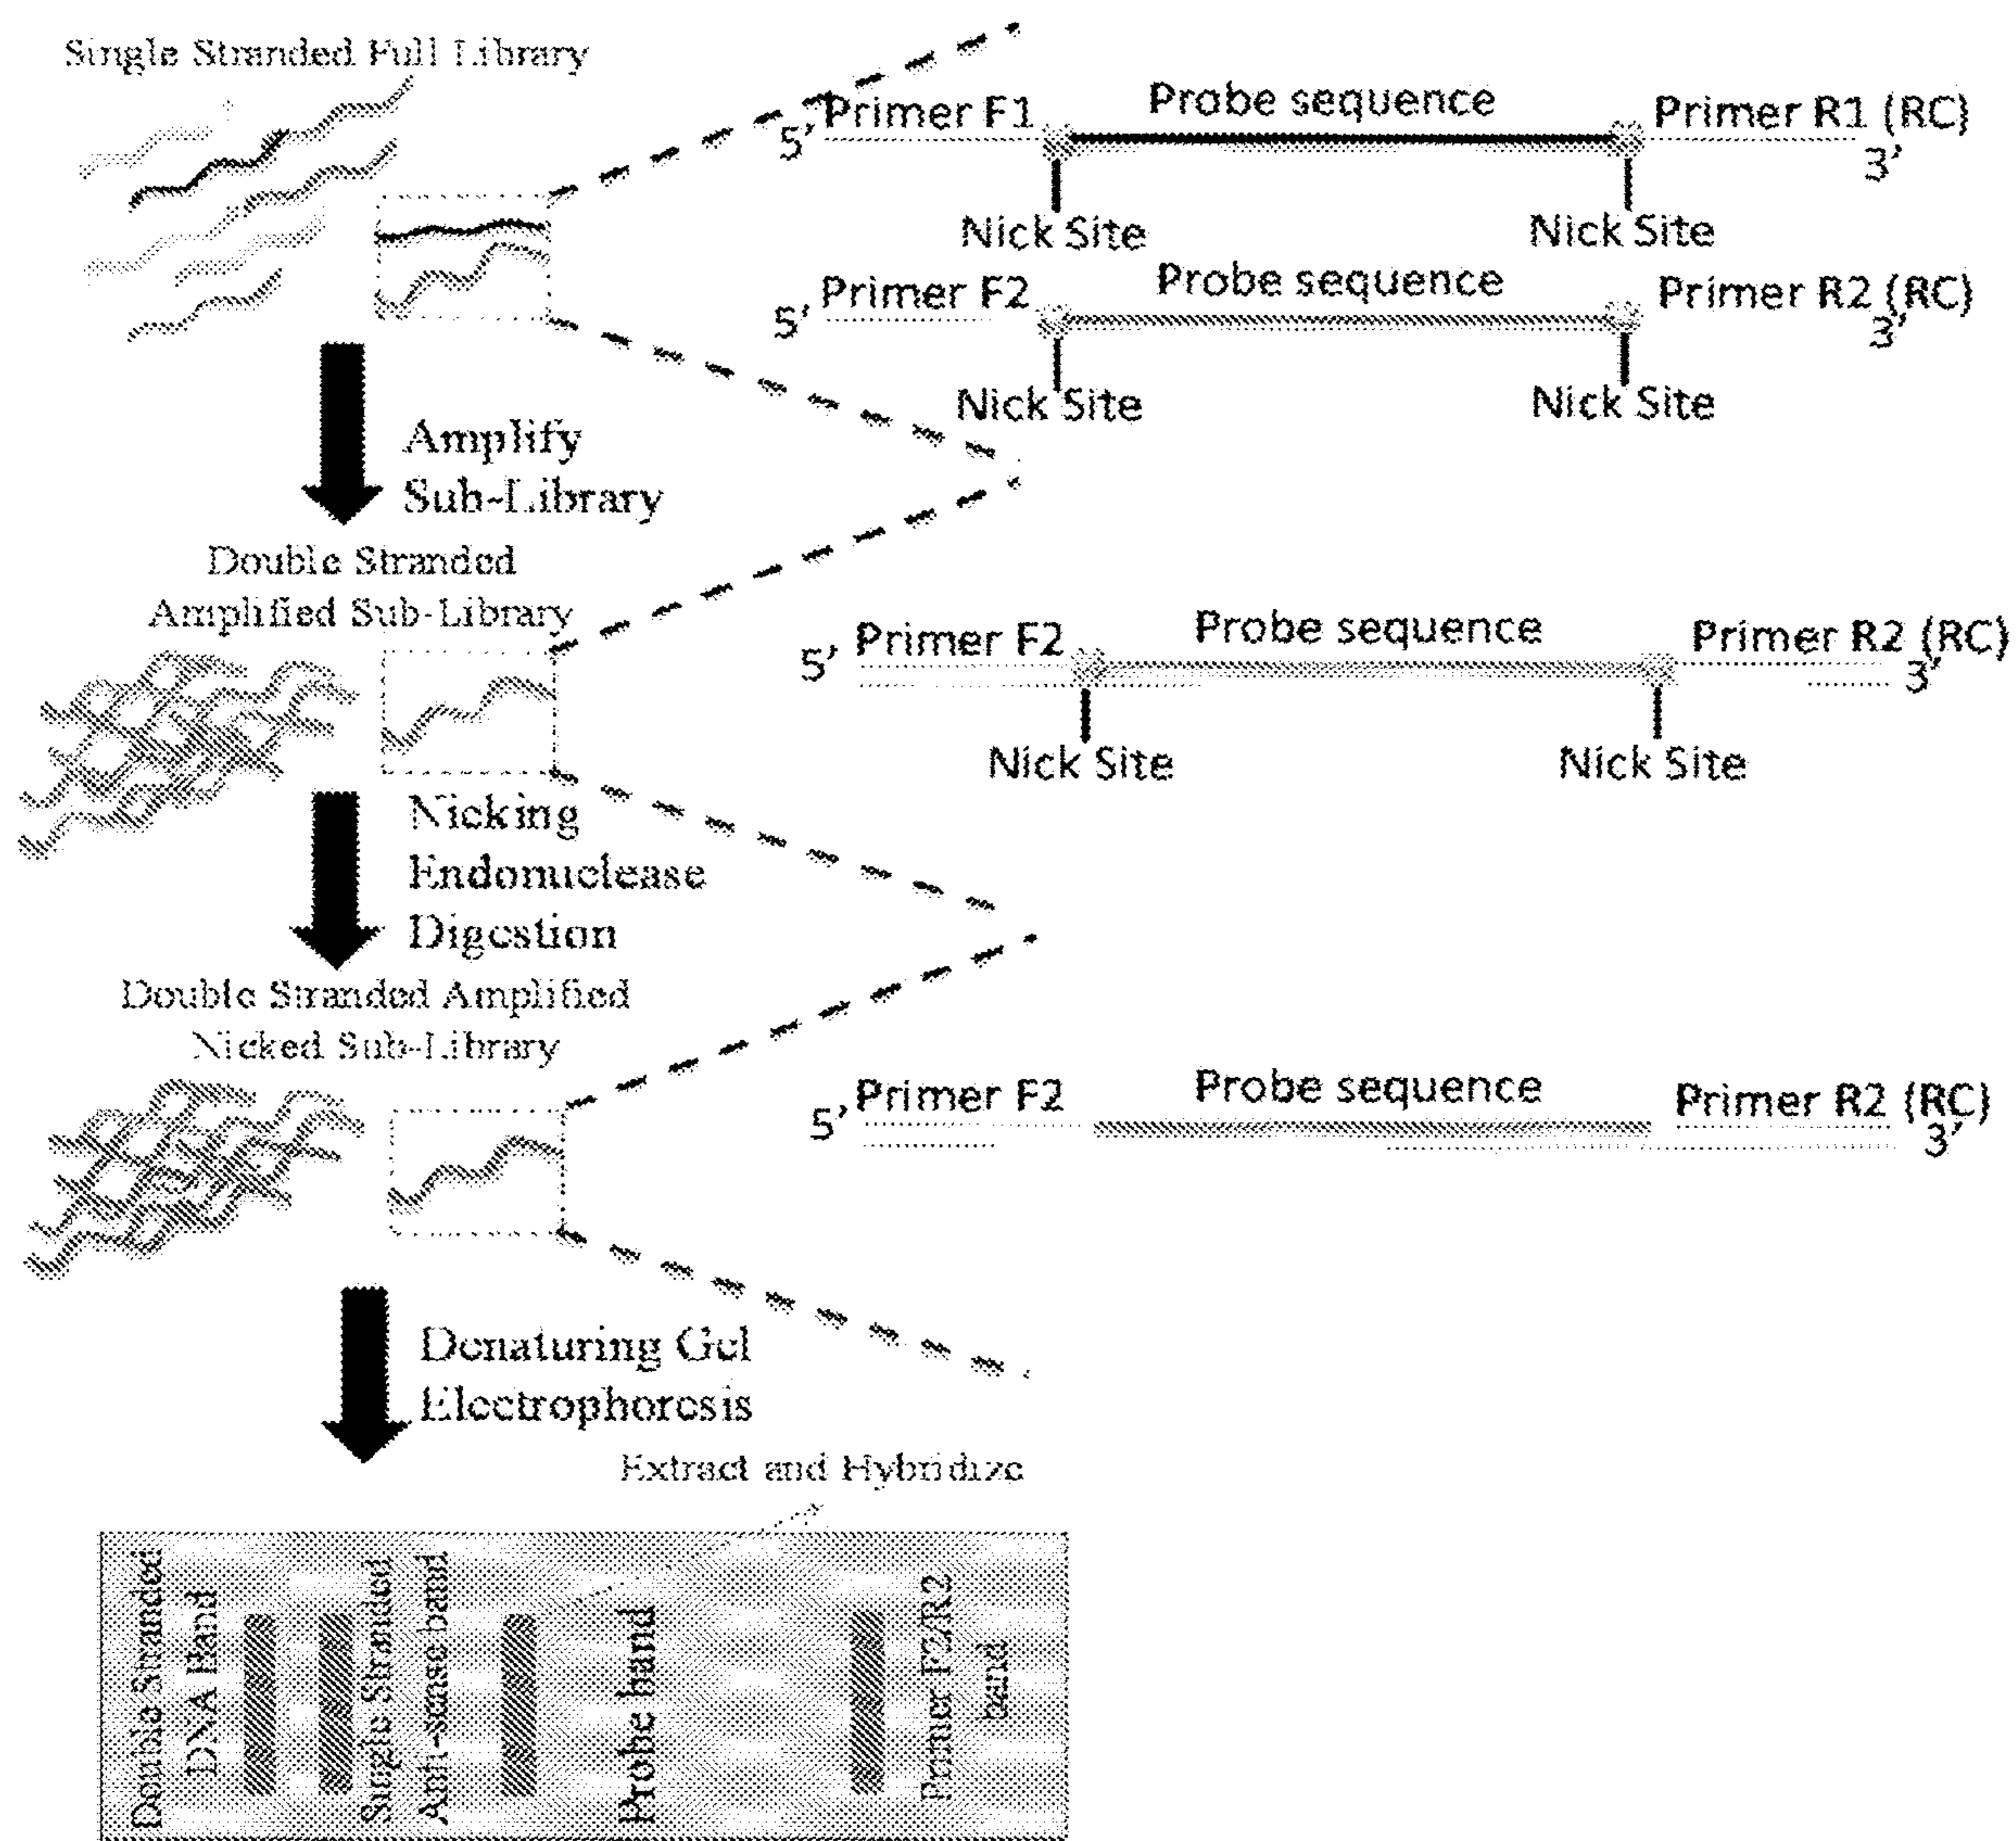 Single Stranded Full Library
5' Primer F1 Probe sequence Primer R1 (RC) 3'
Nick Site Nick Site
5' Primer F2 Probe sequence Primer R2 (RC) 3'
Nick Site Nick Site
Amplify
Sub-Library
Double Stranded
Amplified Sub-Library
5' Primer F2 Probe sequence Primer R2 (RC) 3'
Nick Site Nick Site
Nicking
Endonuclease
Digestion
Double Stranded Amplified
Nicked Sub-Library
5' Primer F2 Probe sequence Primer R2 (RC) 3'
Denaturing Gel
Electrophoresis
Extract and Hybridize
Double Stranded
DNA Band
Single Stranded
Anti-sense band
Probe band
Primer F2/R2
band